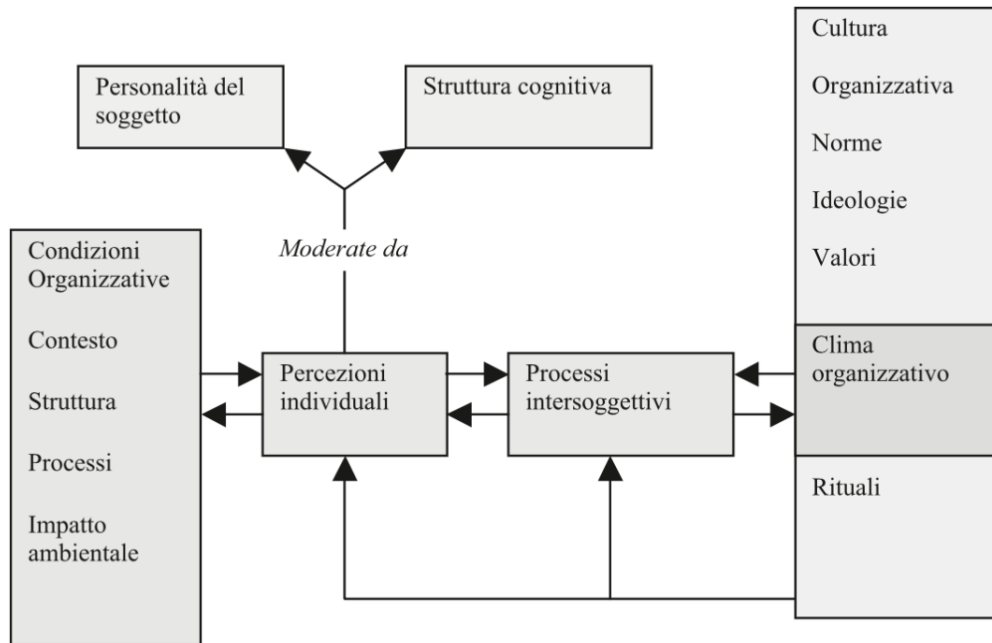 Personalità del
soggetto
Struttura cognitiva
Moderate da
Condizioni
Organizzative
Contesto
Struttura
Processi
Impatto
ambientale
Percezioni
individuali
Processi
intersoggettivi
Cultura
Organizzativa
Norme
Ideologie
Valori
Clima
organizzativo
Rituali